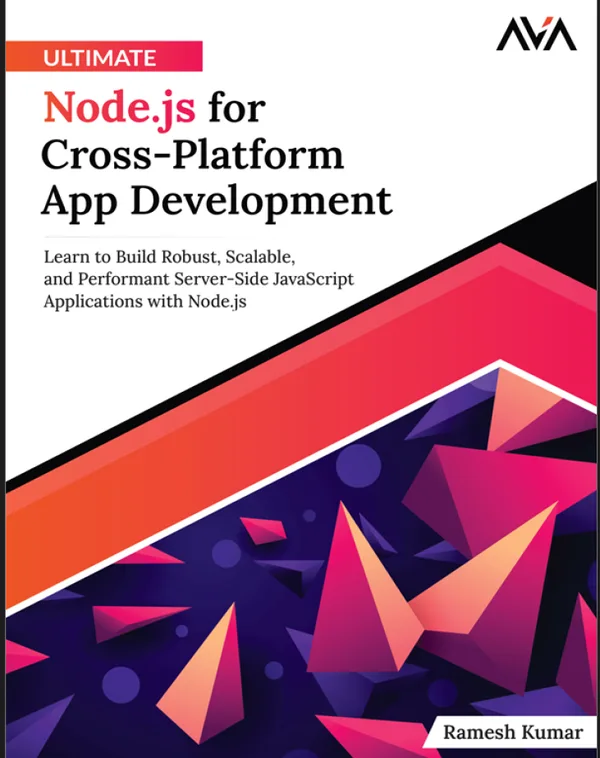 AVA
ULTIMATE
Node.js for
Cross-Platform
App Development
Learn to Build Robust, Scalable,
and Performant Server-Side JavaScript
Applications with Node.js
Ramesh Kumar